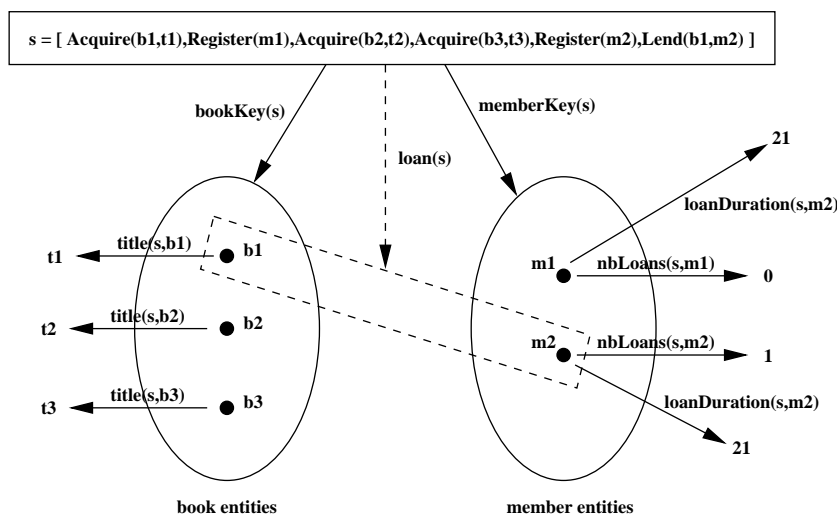 s = [ Acquire(b1,t1),Register(m1),Acquire(b2,t2),Acquire(b3,t3),Register(m2),Lend(b1,m2) ]
bookKey(s)
memberKey(s)
loan(s)
21
loanDuration(s,m2)
title(s,b1)
t1
b1
m1
nbLoans(s,m1)
0
title(s,b2)
t2
b2
m2
nbLoans(s,m2)
1
title(s,b3)
t3
b3
loanDuration(s,m2)
21
book entities
member entities